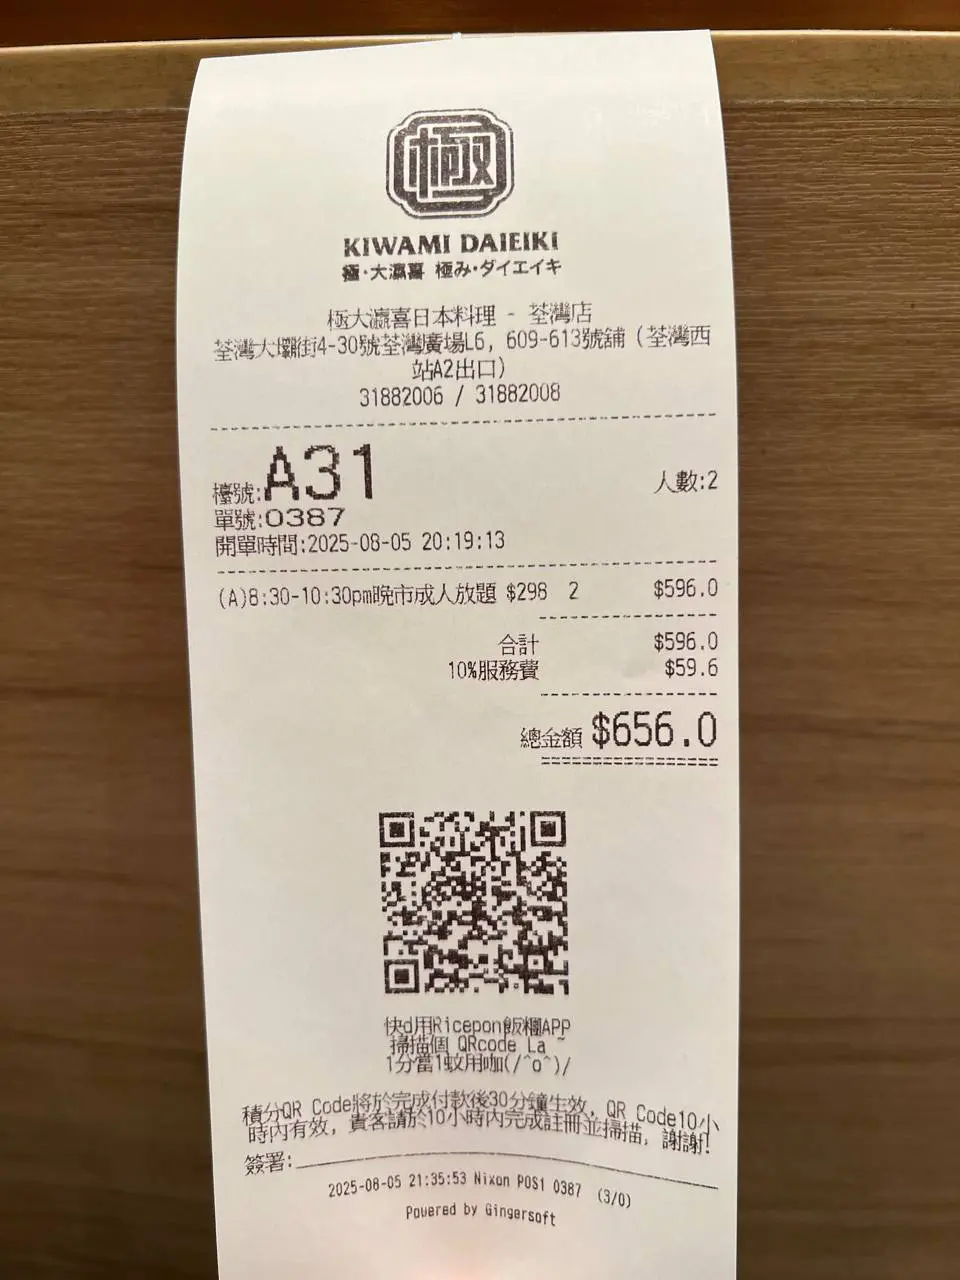 極
KIWAMI DAIEIKI
極・大瀛喜 極み・ダイエイキ
極大瀛喜日本料理 - 荃灣店
荃灣大壩街4-30號荃灣廣場L6, 609-613號舖 (荃灣西
站A2出口)
31882006 / 31882008
檯號:A31 人數:2
單號:0387
開單時間:2025-08-05 20:19:13
(A)8:30-10:30pm晚市成人放題 $298 2 $596.0
合計 $596.0
10%服務費 $59.6
總金額 $656.0
快d用Ricepon飯糰APP
掃描個 QRcode La ~
1分當1蚊用咖(/^o^)/
積分QR Code將於完成付款後30分鐘生效, QR Code10小
時內有效, 貴客請於10小時內完成註冊並掃描, 謝謝!
簽署:
2025-08-05 21:35:53 Nixon POS1 0387 (3/0)
Powered by Gingersoft